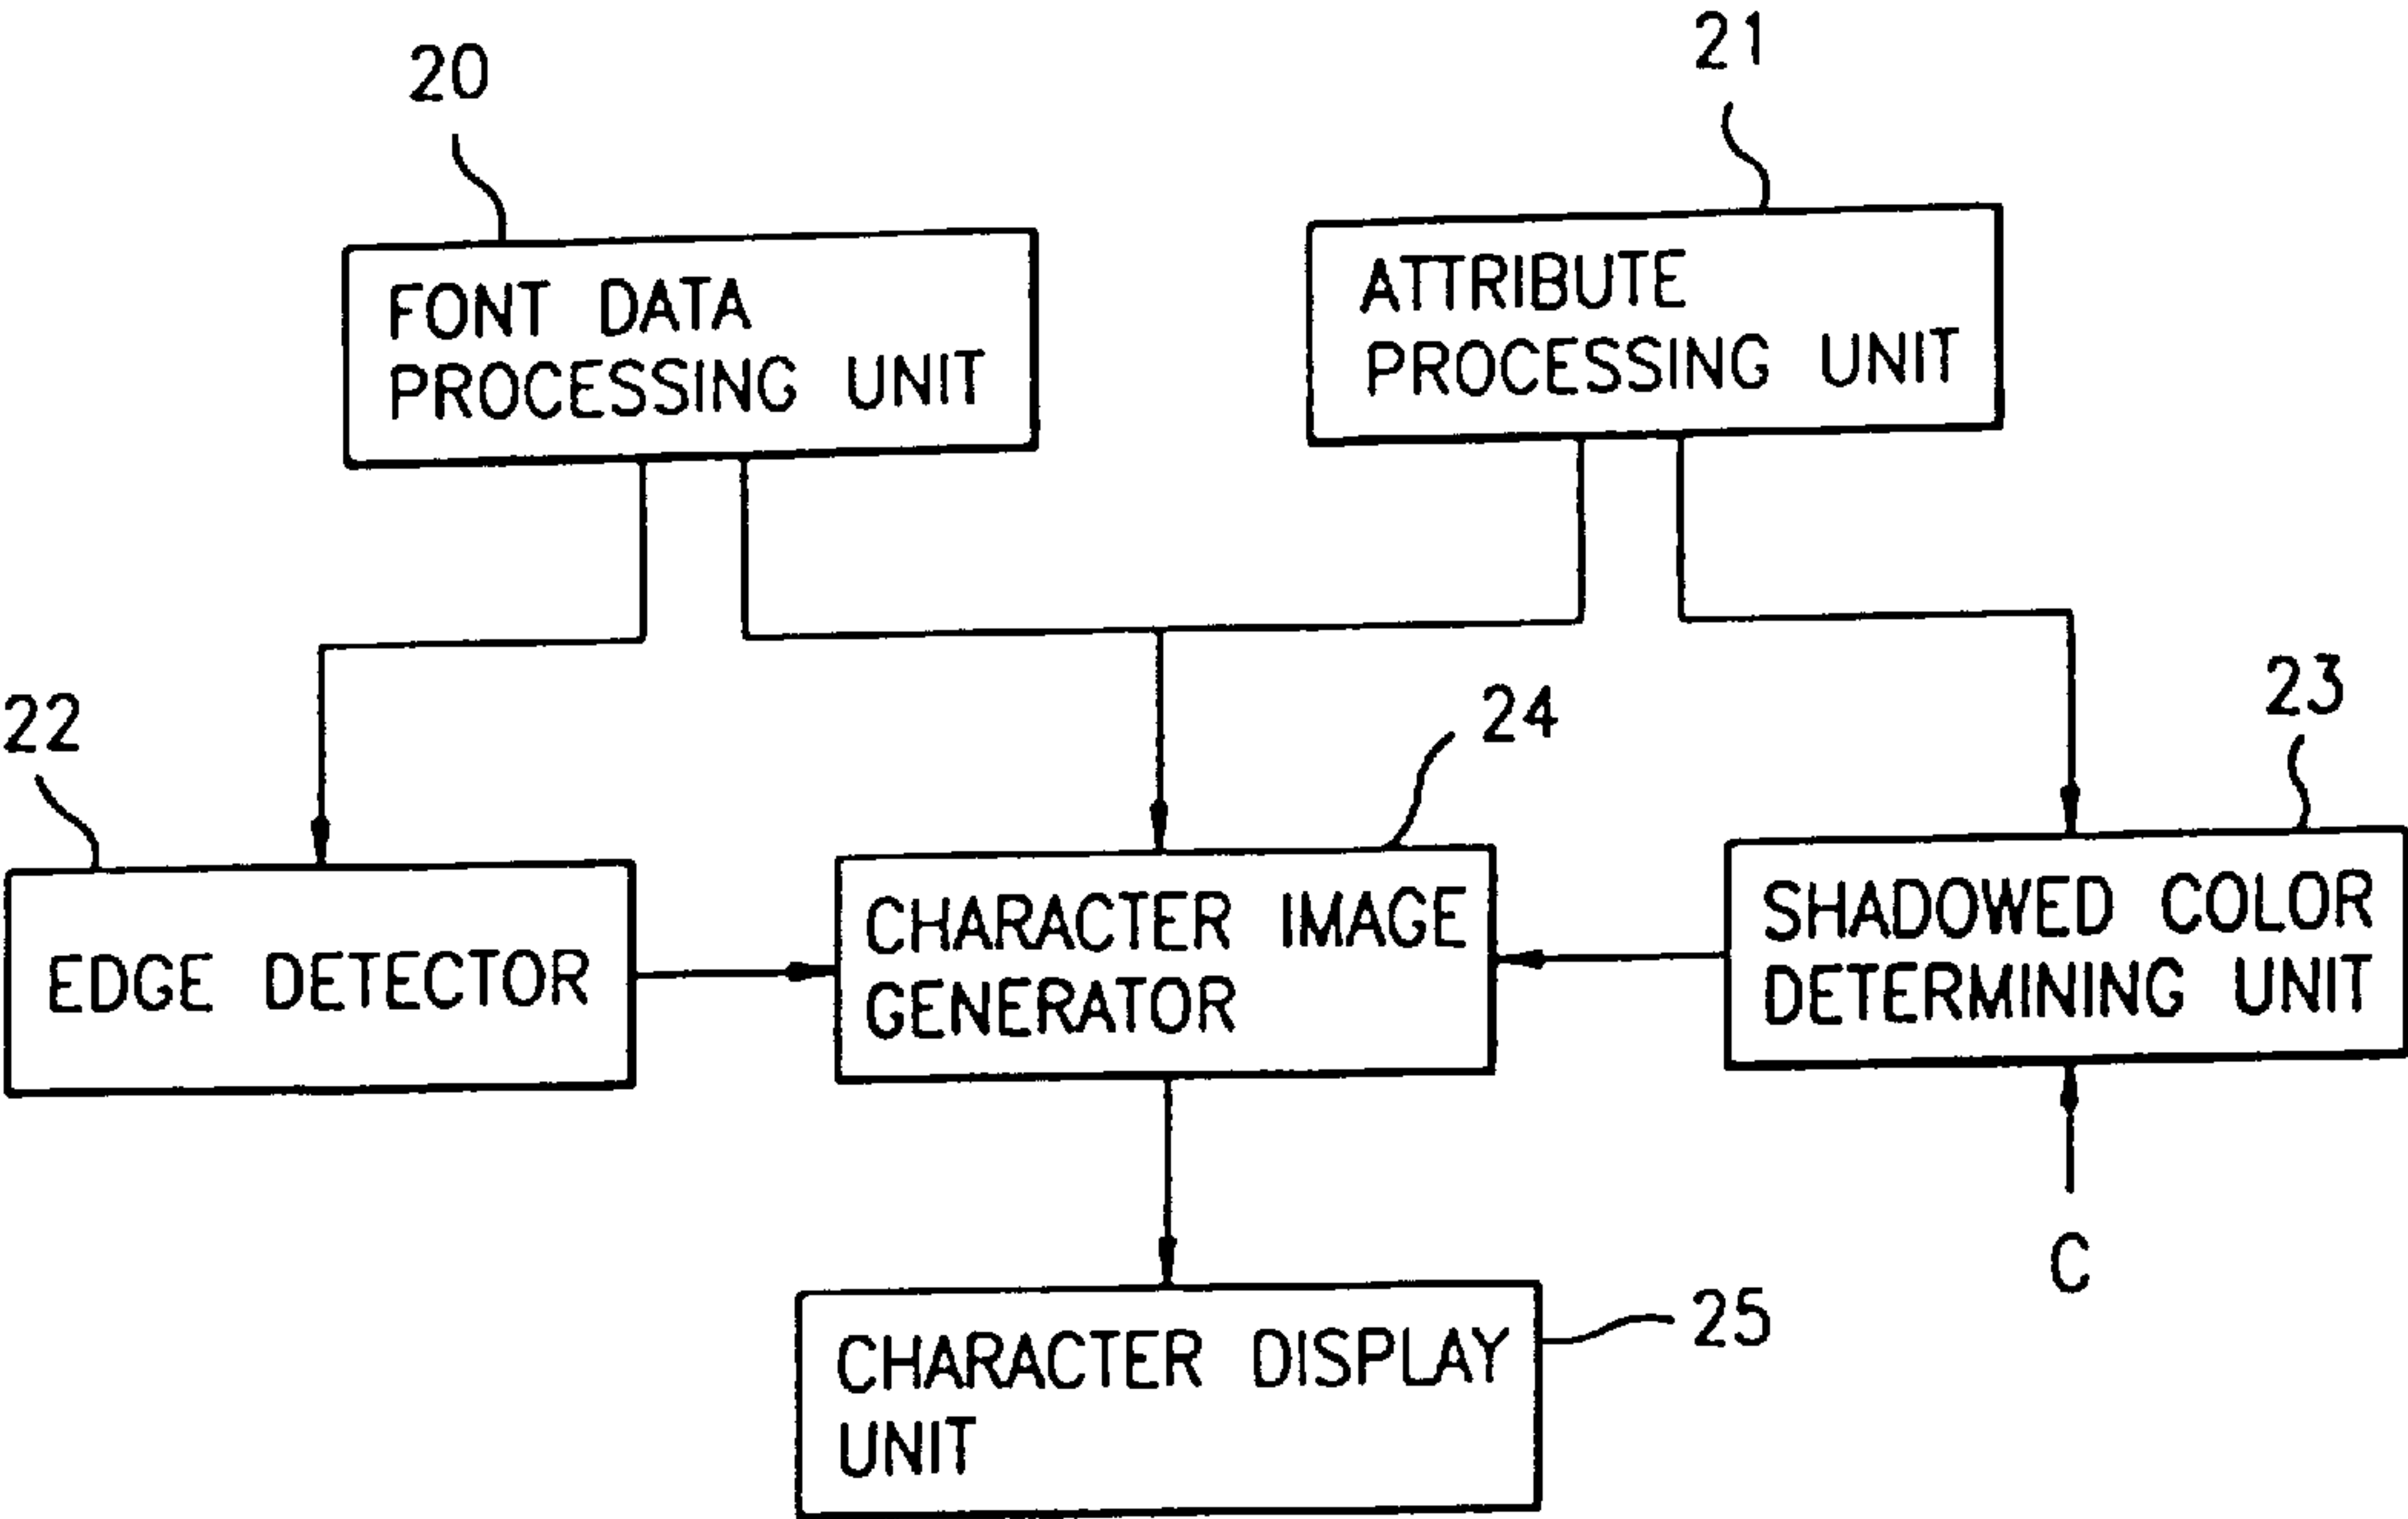 20
21
FONT DATA
PROCESSING UNIT
ATTRIBUTE
PROCESSING UNIT
22
24
23
EDGE DETECTOR
CHARACTER IMAGE
GENERATOR
SHADOWED COLOR
DETERMINING UNIT
C
CHARACTER DISPLAY
UNIT
25